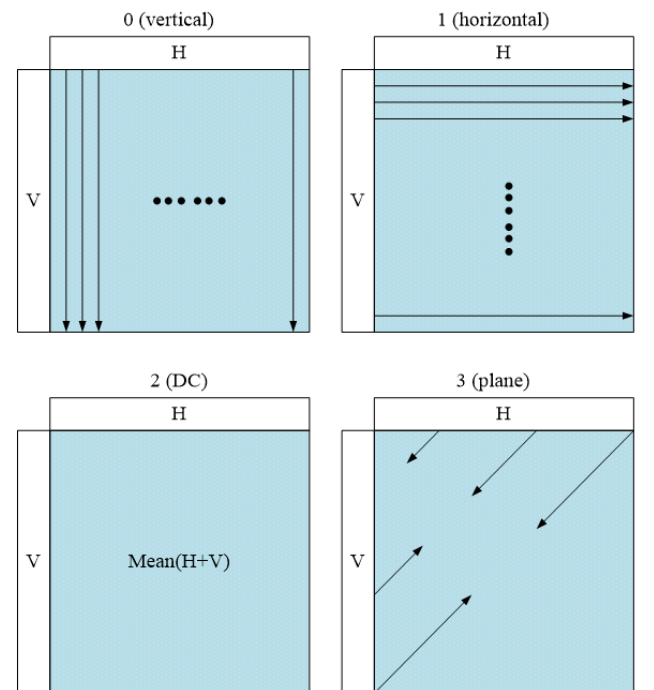 0 (vertical)
1 (horizontal)
H
H
V
V
2 (DC)
3 (plane)
H
H
V
Mean(H+V)
V